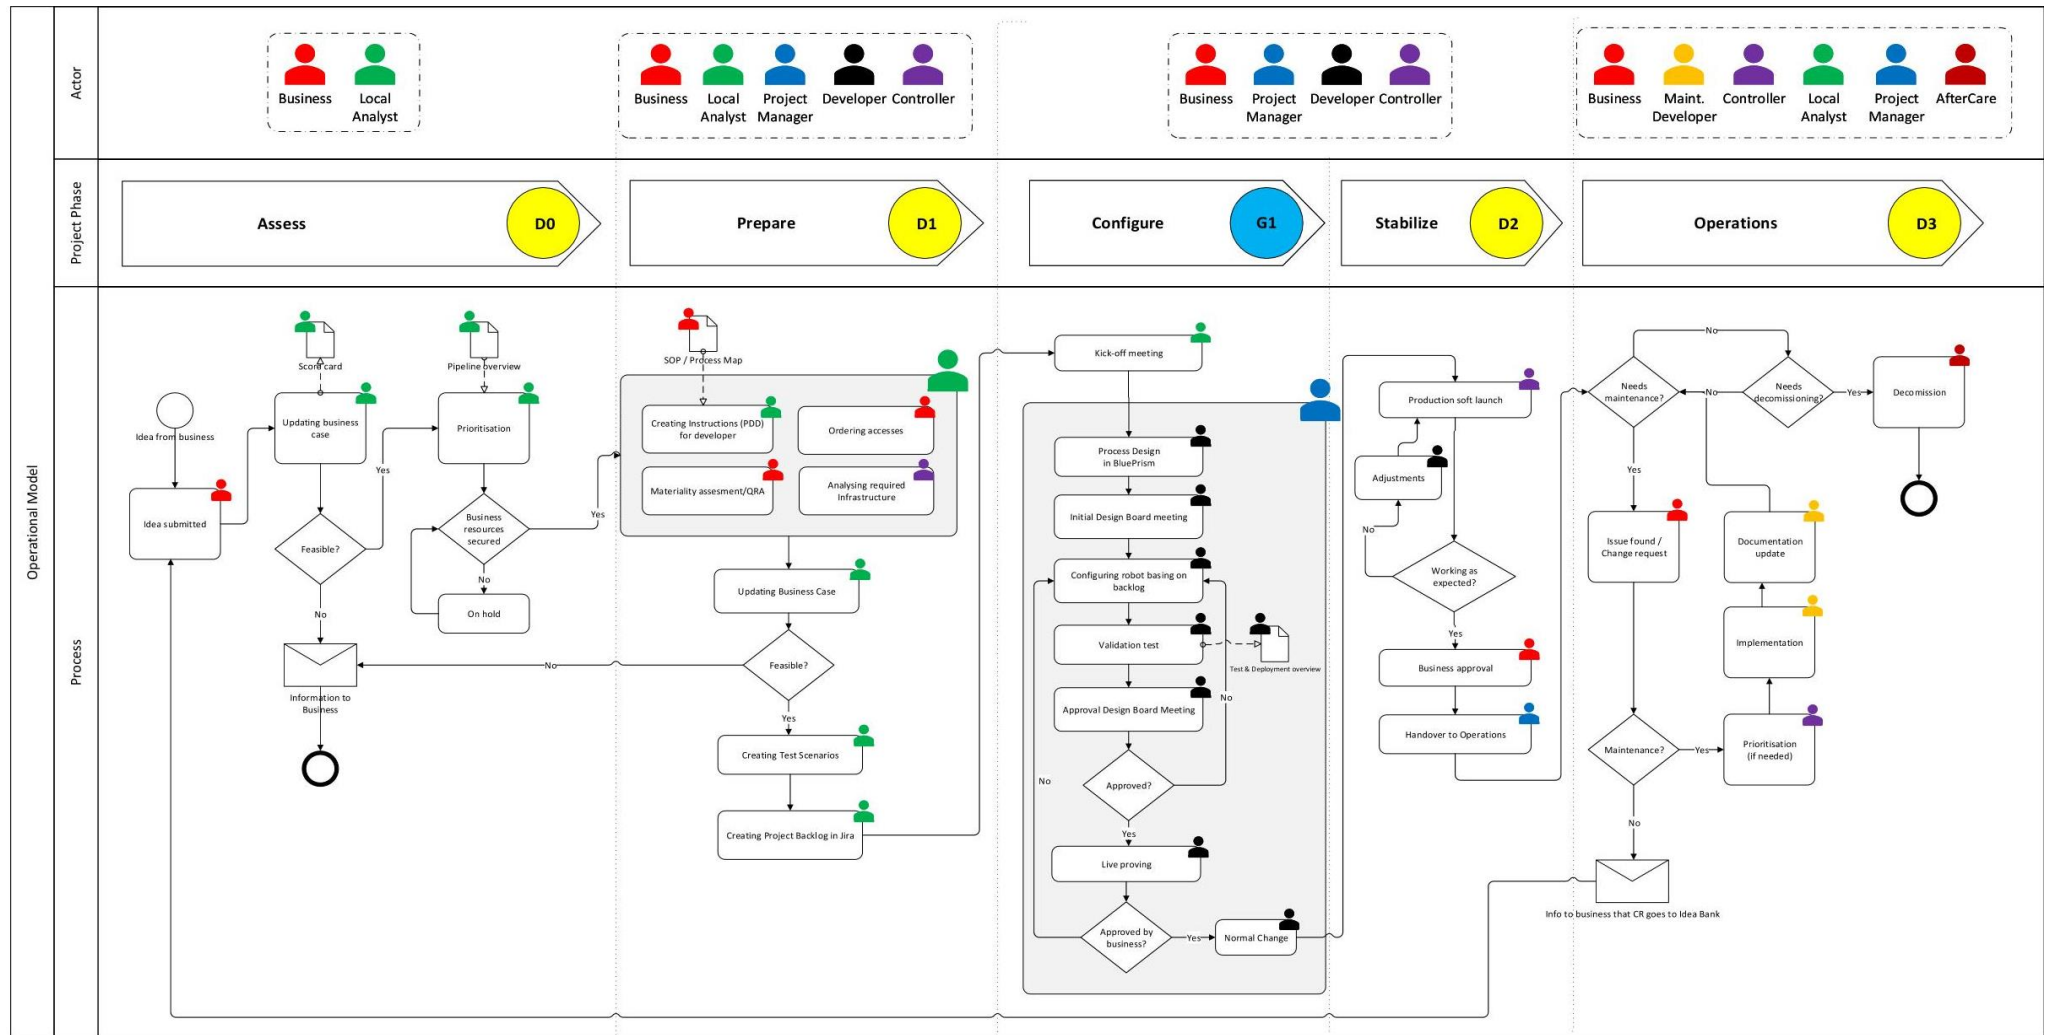 Operational Model
Actor
Business
Local
Analyst
Business
Local
Analyst
Project
Manager
Developer
Controller
Business
Project
Manager
Developer
Controller
Business
Maint.
Developer
Controller
Local
Analyst
Project
Manager
AfterCare
Project Phase
Assess
D0
Prepare
D1
Configure
G1
Stabilize
D2
Operations
D3
Process
Idea from business
Idea submitted
Score card
Updating business
case
Feasible?
Yes
No
Information to
Business
Pipeline overview
Prioritisation
Business
resources
secured
Yes
No
On hold
SOP / Process Map
Creating Instructions (PDD)
for developer
Ordering accesses
Materiality assesment/QRA
Analysing required
Infrastructure
Updating Business Case
Feasible?
No
Yes
Creating Test Scenarios
Creating Project Backlog in Jira
Kick-off meeting
Process Design
in BluePrism
Initial Design Board meeting
Configuring robot basing on
backlog
Validation test
Test & Deployment overview
Approval Design Board Meeting
No
Approved?
No
Yes
Live proving
Approved by
business?
Yes
Normal Change
Production soft launch
Adjustments
No
Working as
expected?
Yes
Business approval
Handover to Operations
No
Needs
maintenance?
No
Needs
decomissioning?
Yes
Decomission
Yes
Issue found /
Change request
Documentation
update
Implementation
Maintenance?
Yes
Prioritisation
(if needed)
No
Info to business that CR goes to Idea Bank